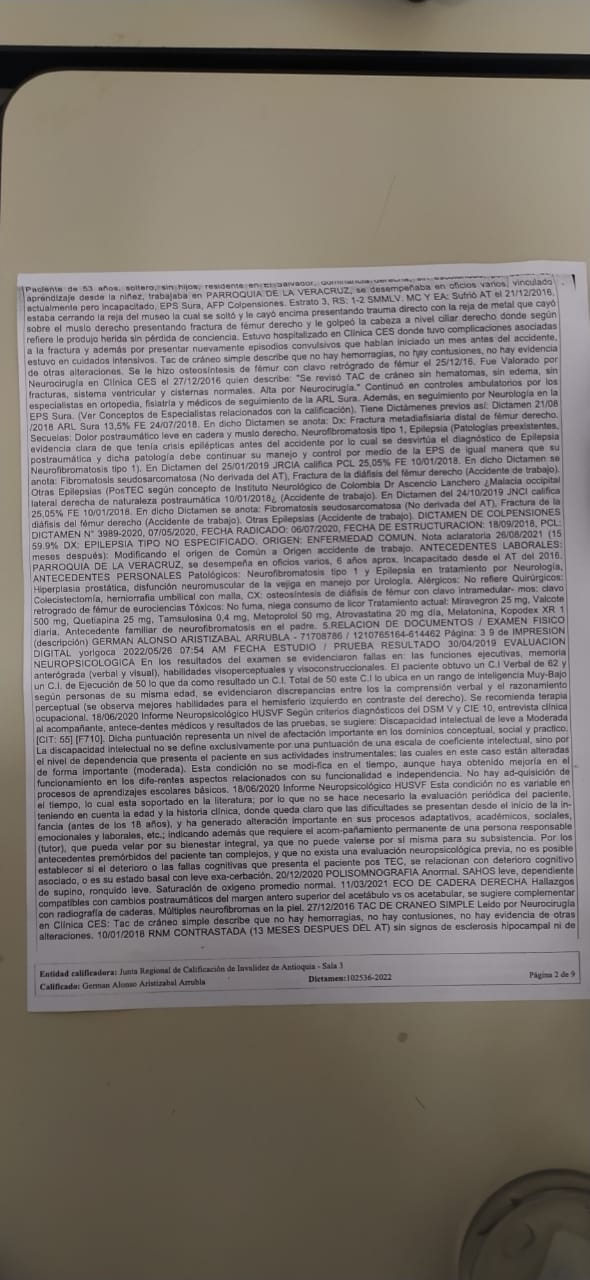 Paciente de 53 años, soltero, sin hijos, residente en El Salvador,
aprendizaje desde la niñez, trabajaba en PARROQUIA DE LA VERACRUZ, se desempeñaba en oficios varios, vinculado
actualmente pero incapacitado, EPS Sura, AFP Colpensiones. Estrato 3, RS: 1-2 SMMLV. MC Y EA: Sufrió AT el 21/12/2016,
estaba cerrando la reja del museo la cual se soltó y le cayó encima presentando trauma directo con la reja de metal que cayó
sobre el muslo derecho presentando fractura de fémur derecho y le golpeó la cabeza a nivel ciliar derecho donde según
refiere le produjo herida sin pérdida de conciencia. Estuvo hospitalizado en Clínica CES donde tuvo complicaciones asociadas
a la fractura y además por presentar nuevamente episodios convulsivos que habían iniciado un mes antes del accidente,
estuvo en cuidados intensivos. Tac de cráneo simple describe que no hay hemorragias, no hay contusiones, no hay evidencia
de otras alteraciones. Se le hizo osteosíntesis de fémur con clavo retrógrado de fémur el 25/12/16. Fue Valorado por
Neurocirugía en Clínica CES el 27/12/2016 quien describe: "Se revisó TAC de cráneo sin hematomas, sin edema, sin
fracturas, sistema ventricular y cisternas normales. Alta por Neurocirugía." Continuó en controles ambulatorios por los
especialistas en ortopedia, fisiatría y médicos de seguimiento de la ARL Sura. Además, en seguimiento por Neurología en la
EPS Sura. (Ver Conceptos de Especialistas relacionados con la calificación). Tiene Dictámenes previos así: Dictamen 21/08
/2018 ARL Sura 13,5% FE 24/07/2018. En dicho Dictamen se anota: Dx: Fractura metadiafisiaria distal de fémur derecho.
Secuelas: Dolor postraumático leve en cadera y muslo derecho. Neurofibromatosis tipo 1, Epilepsia (Patologías preexistentes,
evidencia clara de que tenía crisis epilépticas antes del accidente por lo cual se desvirtúa el diagnóstico de Epilepsia
postraumática y dicha patología debe continuar su manejo y control por medio de la EPS de igual manera que su
Neurofibromatosis tipo 1). En Dictamen del 25/01/2019 JRCIA califica PCL 25,05% FE 10/01/2018. En dicho Dictamen se
anota: Fibromatosis seudosarcomatosa (No derivada del AT), Fractura de la diáfisis del fémur derecho (Accidente de trabajo).
Otras Epilepsias (PosTEC según concepto de Instituto Neurológico de Colombia Dr Ascencio Lanchero ¿Malacia occipital
lateral derecha de naturaleza postraumática 10/01/2018¿ (Accidente de trabajo). En Dictamen del 24/10/2019 JNCI califica
25,05% FE 10/01/2018. En dicho Dictamen se anota: Fibromatosis seudosarcomatosa (No derivada del AT), Fractura de la
diáfisis del fémur derecho (Accidente de trabajo). Otras Epilepsias (Accidente de trabajo). DICTAMEN DE COLPENSIONES
DICTAMEN N° 3989-2020, 07/05/2020, FECHA RADICADO: 06/07/2020, FECHA DE ESTRUCTURACION: 18/09/2018, PCL:
59.9% DX: EPILEPSIA TIPO NO ESPECIFICADO. ORIGEN: ENFERMEDAD COMUN. Nota aclaratoria 26/08/2021 (15
meses después): Modificando el origen de Común a Origen accidente de trabajo. ANTECEDENTES LABORALES:
PARROQUIA DE LA VERACRUZ, se desempeña en oficios varios, 6 años aprox. Incapacitado desde el AT del 2016.
ANTECEDENTES PERSONALES Patológicos: Neurofibromatosis tipo 1 y Epilepsia en tratamiento por Neurología,
Hiperplasia prostática, disfunción neuromuscular de la vejiga en manejo por Urología. Alérgicos: No refiere Quirúrgicos:
Colecistectomía, herniorrafia umbilical con malla, CX: osteosíntesis de diáfisis de fémur con clavo intramedular- mos: clavo
retrogrado de fémur de eurociencias Tóxicos: No fuma, niega consumo de licor Tratamiento actual: Miravegron 25 mg, Valcote
500 mg, Quetiapina 25 mg, Tamsulosina 0,4 mg, Metoprolol 50 mg, Atrovastatina 20 mg día, Melatonina, Kopodex XR 1
diaria. Antecedente familiar de neurofibromatosis en el padre. 5.RELACION DE DOCUMENTOS / EXAMEN FISICO
(descripción) GERMAN ALONSO ARISTIZABAL ARRUBLA - 71708786 / 1210765164-614462 Página: 3 9 de IMPRESIÓN
DIGITAL yorlgoca 2022/05/26 07:54 AM FECHA ESTUDIO / PRUEBA RESULTADO 30/04/2019 EVALUACION
NEUROPSICOLOGICA En los resultados del examen se evidenciaron fallas en: las funciones ejecutivas, memoria
anterógrada (verbal y visual), habilidades visoperceptuales y visoconstruccionales. El paciente obtuvo un C.I Verbal de 62 y
un C.I. de Ejecución de 50 lo que da como resultado un C.I. Total de 50 este C.I lo ubica en un rango de inteligencia Muy-Bajo
según personas de su misma edad, se evidenciaron discrepancias entre los la comprensión verbal y el razonamiento
perceptual (se observa mejores habilidades para el hemisferio izquierdo en contraste del derecho). Se recomienda terapia
ocupacional. 18/06/2020 Informe Neuropsicológico HUSVF Según criterios diagnósticos del DSM V y CIE 10, entrevista clínica
al acompañante, antece-dentes médicos y resultados de las pruebas, se sugiere: Discapacidad intelectual de leve a Moderada
[CIT: 55] [F710]. Dicha puntuación representa un nivel de afectación importante en los dominios conceptual, social y practico.
La discapacidad intelectual no se define exclusivamente por una puntuación de una escala de coeficiente intelectual, sino por
el nivel de dependencia que presenta el paciente en sus actividades instrumentales; las cuales en este caso están alteradas
de forma importante (moderada). Esta condición no se modi-fica en el tiempo, aunque haya obtenido mejoría en el
funcionamiento en los dife-rentes aspectos relacionados con su funcionalidad e independencia. No hay ad-quisición de
procesos de aprendizajes escolares básicos. 18/06/2020 Informe Neuropsicológico HUSVF Esta condición no es variable en
el tiempo, lo cual esta soportado en la literatura; por lo que no se hace necesario la evaluación periódica del paciente,
teniendo en cuenta la edad y la historia clínica, donde queda claro que las dificultades se presentan desde el inicio de la in-
fancia (antes de los 18 años), y ha generado alteración importante en sus procesos adaptativos, académicos, sociales,
emocionales y laborales, etc.; indicando además que requiere el acom-pañamiento permanente de una persona responsable
(tutor), que pueda velar por su bienestar integral, ya que no puede valerse por sí misma para su subsistencia. Por los
antecedentes premórbidos del paciente tan complejos, y que no exista una evaluación neuropsicológica previa, no es posible
establecer si el deterioro o las fallas cognitivas que presenta el paciente pos TEC, se relacionan con deterioro cognitivo
asociado, o es su estado basal con leve exa-cerbación. 20/12/2020 POLISOMNOGRAFIA Anormal. SAHOS leve, dependiente
de supino, ronquido leve. Saturación de oxigeno promedio normal. 11/03/2021 ECO DE CADERA DERECHA Hallazgos
compatibles con cambios postraumáticos del margen antero superior del acetábulo vs os acetabular, se sugiere complementar
con radiografía de caderas. Múltiples neurofibromas en la piel. 27/12/2016 TAC DE CRANEO SIMPLE Leido por Neurocirugía
en Clínica CES: Tac de cráneo simple describe que no hay hemorragias, no hay contusiones, no hay evidencia de otras
alteraciones. 10/01/2018 RNM CONTRASTADA (13 MESES DESPUES DEL AT) sin signos de esclerosis hipocampal ni de
Entidad calificadora: Junta Regional de Calificación de Invalidez de Antioquia - Sala 3
Calificado: German Alonso Aristizabal Arrubla Dictamen:102536-2022 Página 2 de 9